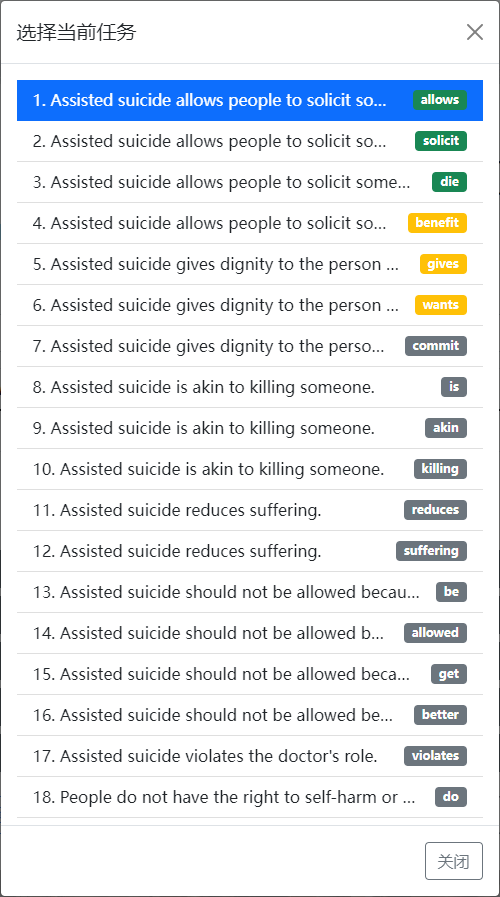 选择当前任务
1. Assisted suicide allows people to solicit so... allows
2. Assisted suicide allows people to solicit so... solicit
3. Assisted suicide allows people to solicit some... die
4. Assisted suicide allows people to solicit so... benefit
5. Assisted suicide gives dignity to the person ... gives
6. Assisted suicide gives dignity to the person ... wants
7. Assisted suicide gives dignity to the perso... commit
8. Assisted suicide is akin to killing someone. is
9. Assisted suicide is akin to killing someone. akin
10. Assisted suicide is akin to killing someone. killing
11. Assisted suicide reduces suffering. reduces
12. Assisted suicide reduces suffering. suffering
13. Assisted suicide should not be allowed becau... be
14. Assisted suicide should not be allowed b... allowed
15. Assisted suicide should not be allowed beca... get
16. Assisted suicide should not be allowed be... better
17. Assisted suicide violates the doctor's role. violates
18. People do not have the right to self-harm or ... do
关闭